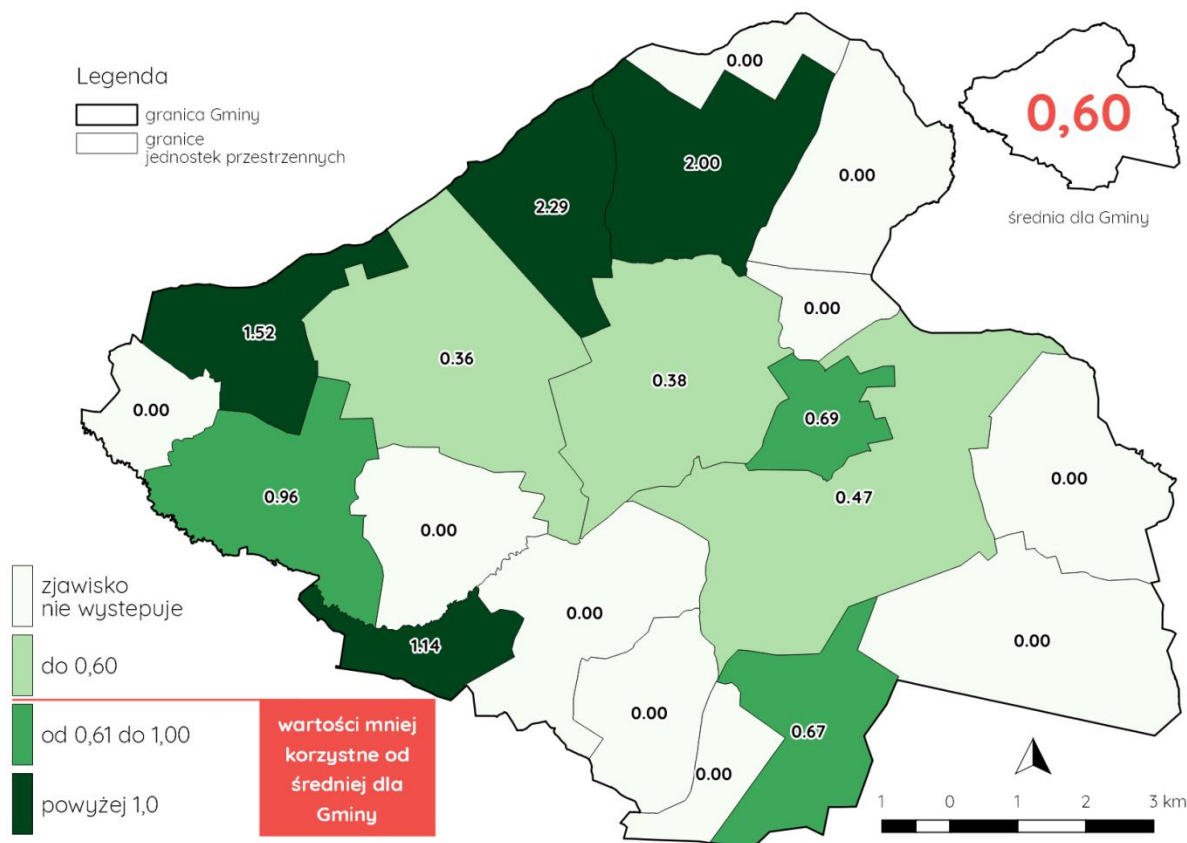 Legenda
granica Gminy
granice
jednostek przestrzennych
0,60
średnia dla Gminy
0.00
2.00
0.00
2.29
0.00
1.52
0.36
0.38
0.00
0.69
0.96
0.47
0.00
0.00
0.00
1.14
0.00
0.00
0.67
0.00
zjawisko
nie wystepuje
do 0,60
od 0,61 do 1,00
powyżej 1,0
wartości mniej
korzystne od
średniej dla
Gminy
1 0 1 2 3 km